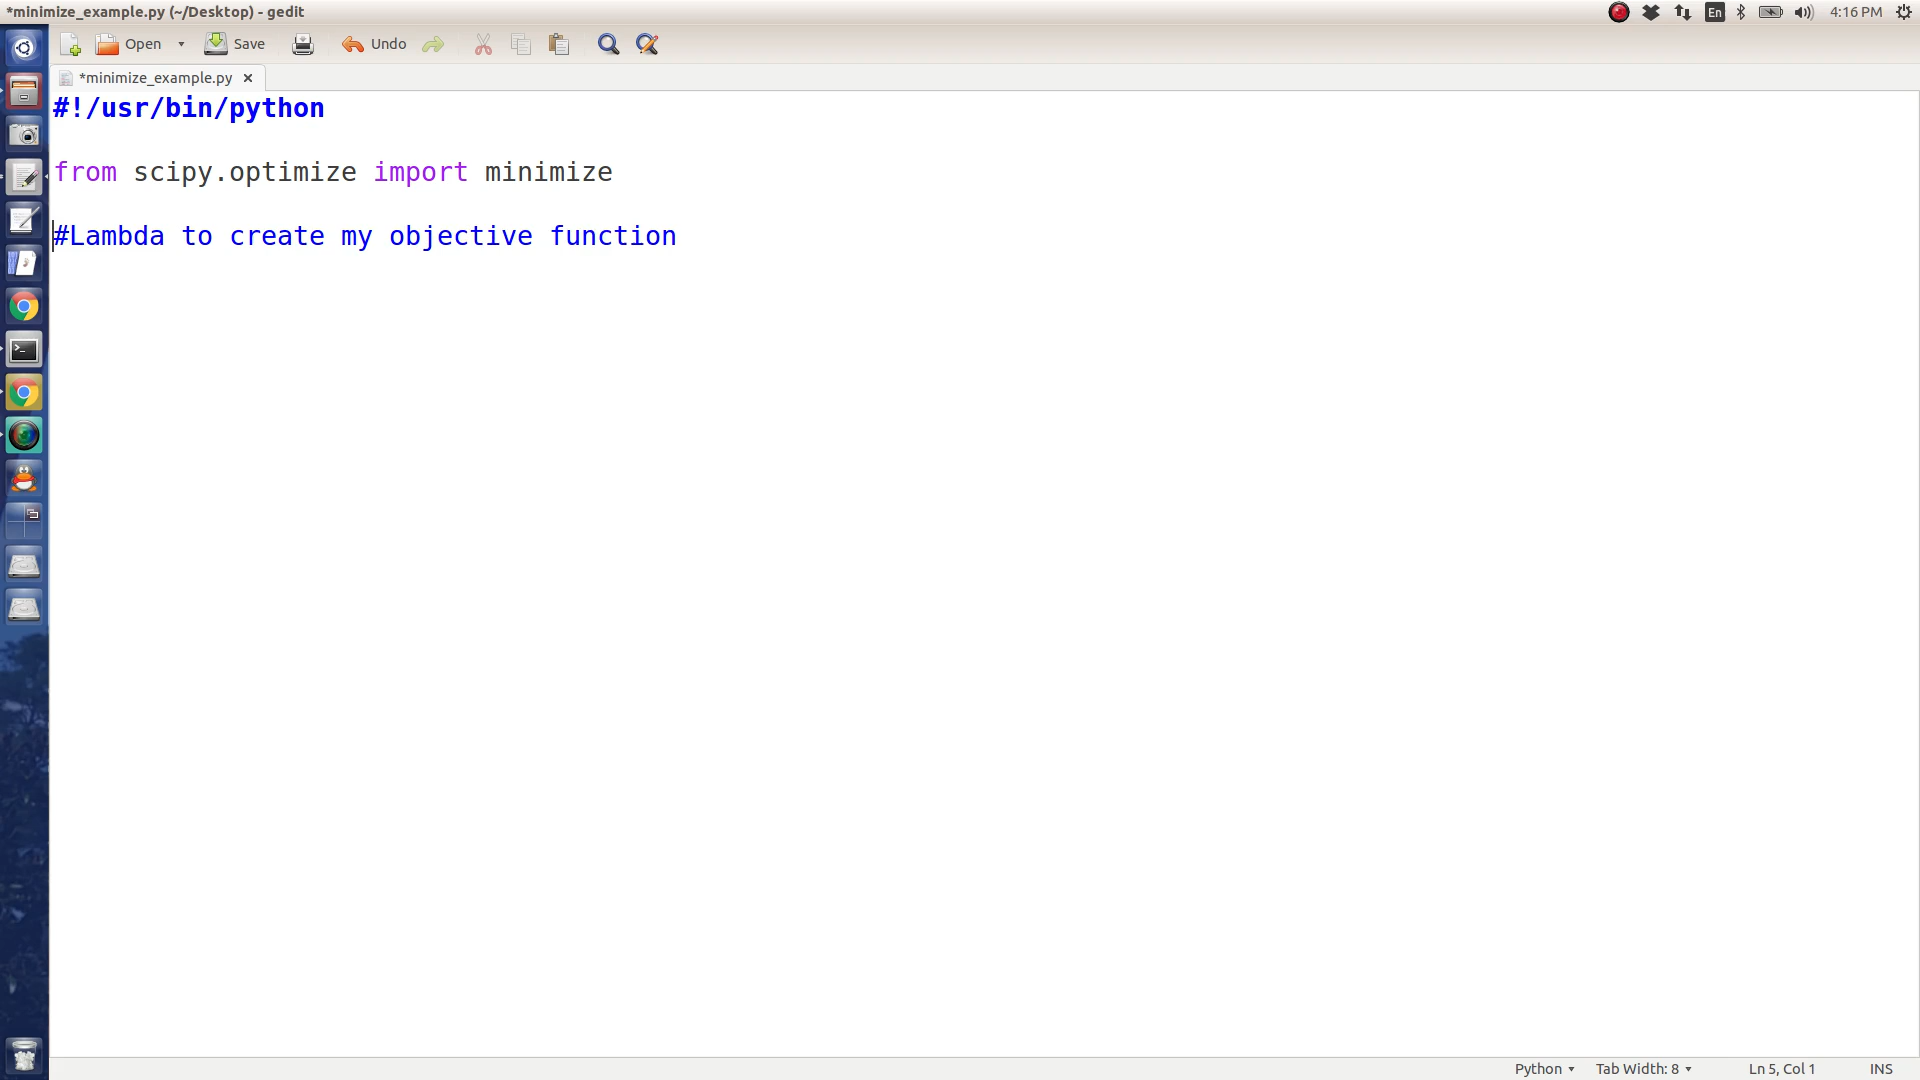 *minimize_example.py (~/Desktop) - gedit
En
4:16 PM
Open
Save
Undo
*minimize_example.py
#!/usr/bin/python
from scipy.optimize import minimize
#Lambda to create my objective function
Python
Tab Width: 8
Ln 5, Col 1
INS